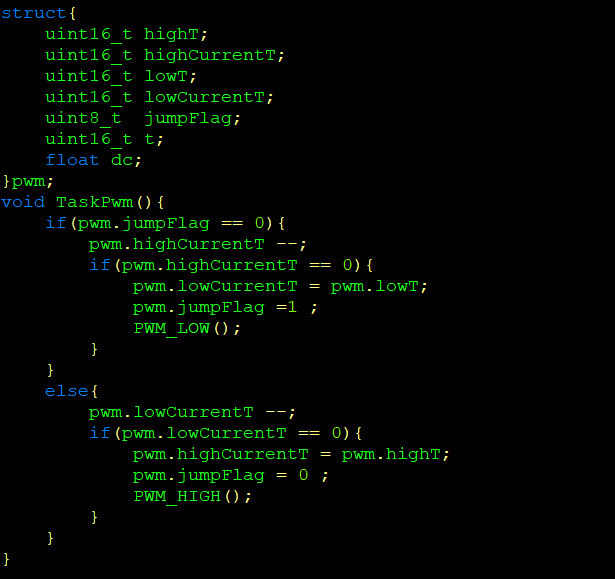 struct{
    uint16_t highT;
    uint16_t highCurrentT;
    uint16_t lowT;
    uint16_t lowCurrentT;
    uint8_t  jumpFlag;
    uint16_t t;
    float dc;
}pwm;
void TaskPwm(){
    if(pwm.jumpFlag == 0){
        pwm.highCurrentT --;
        if(pwm.highCurrentT == 0){
            pwm.lowCurrentT = pwm.lowT;
            pwm.jumpFlag =1 ;
            PWM_LOW();
        }
    }
    else{
        pwm.lowCurrentT --;
        if(pwm.lowCurrentT == 0){
            pwm.highCurrentT = pwm.highT;
            pwm.jumpFlag = 0 ;
            PWM_HIGH();
        }
    }
}